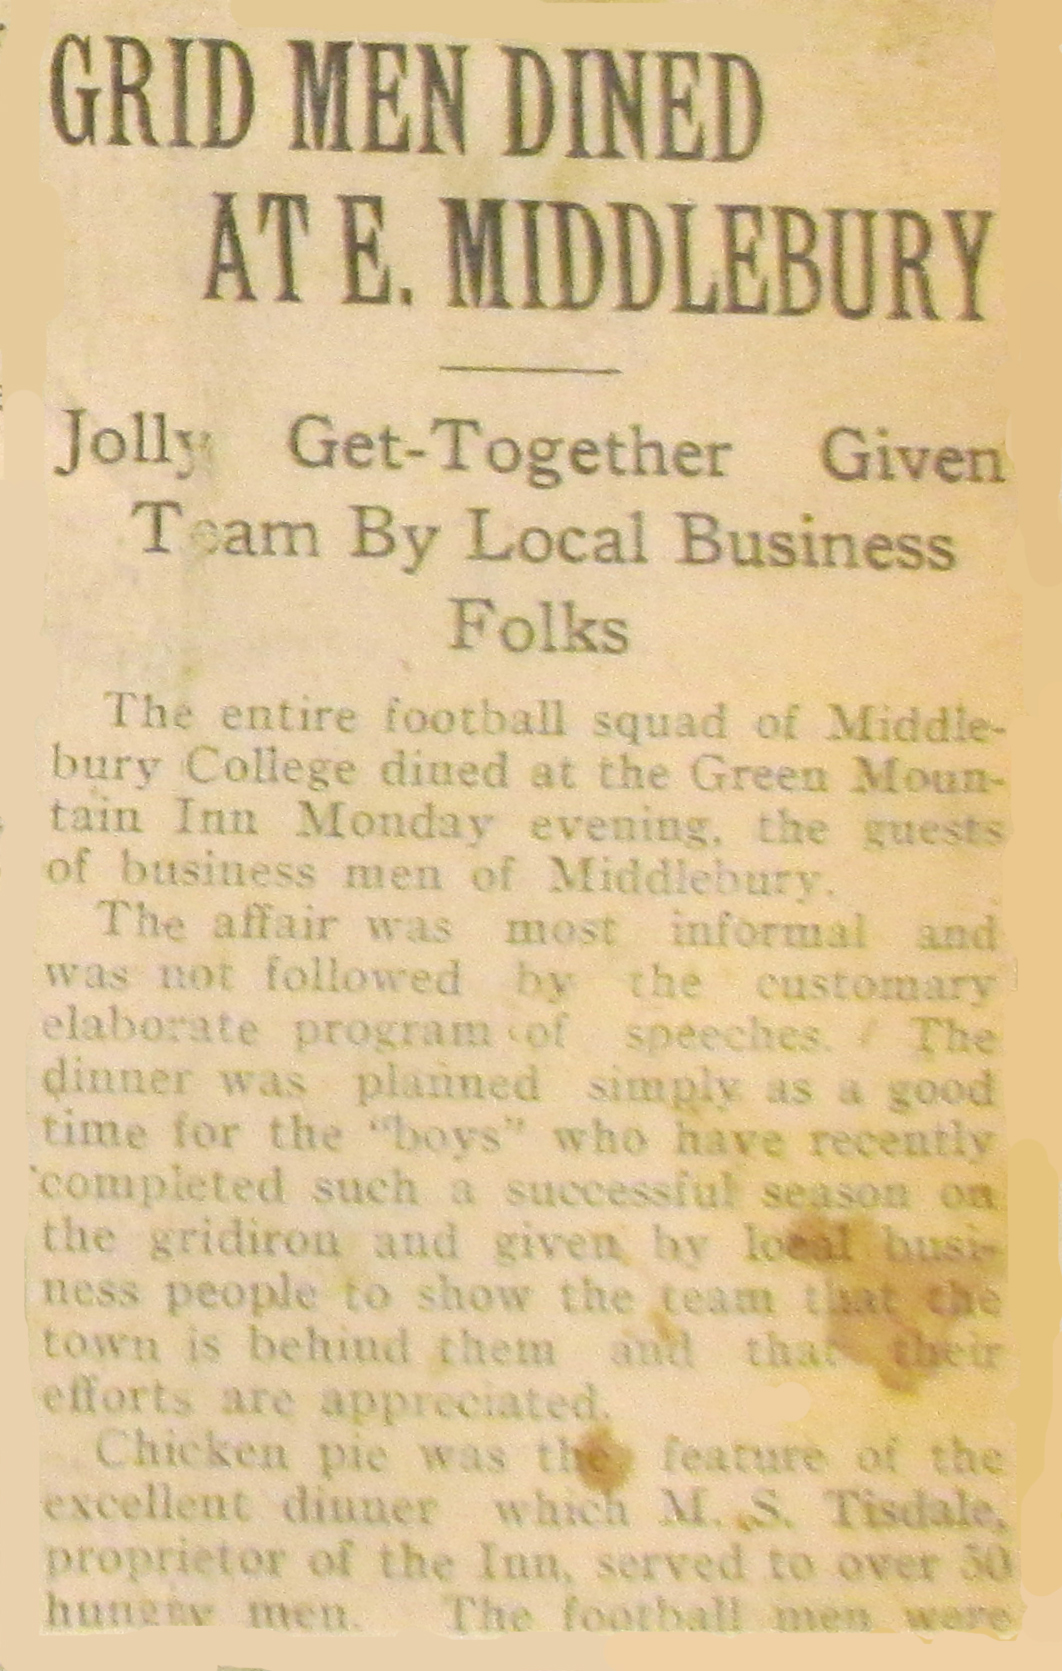 GRID MEN DINED
AT E. MIDDLEBURY
Jolly Get-Together Given
Team By Local Business
Folks
The entire football squad of Middle-
bury College dined at the Green Moun-
tain Inn Monday evening, the guests
of business men of Middlebury.
The affair was most informal and
was not followed by the customary
elaborate program of speeches. The
dinner was planned simply as a good
time for the "boys" who have recently
completed such a successful season on
the gridiron and given by local busi-
ness people to show the team that the
town is behind them and that their
efforts are appreciated.
Chicken pie was the feature of the
excellent dinner which M. S. Tisdale,
proprietor of the Inn, served to over 50
hungry men. The football men were